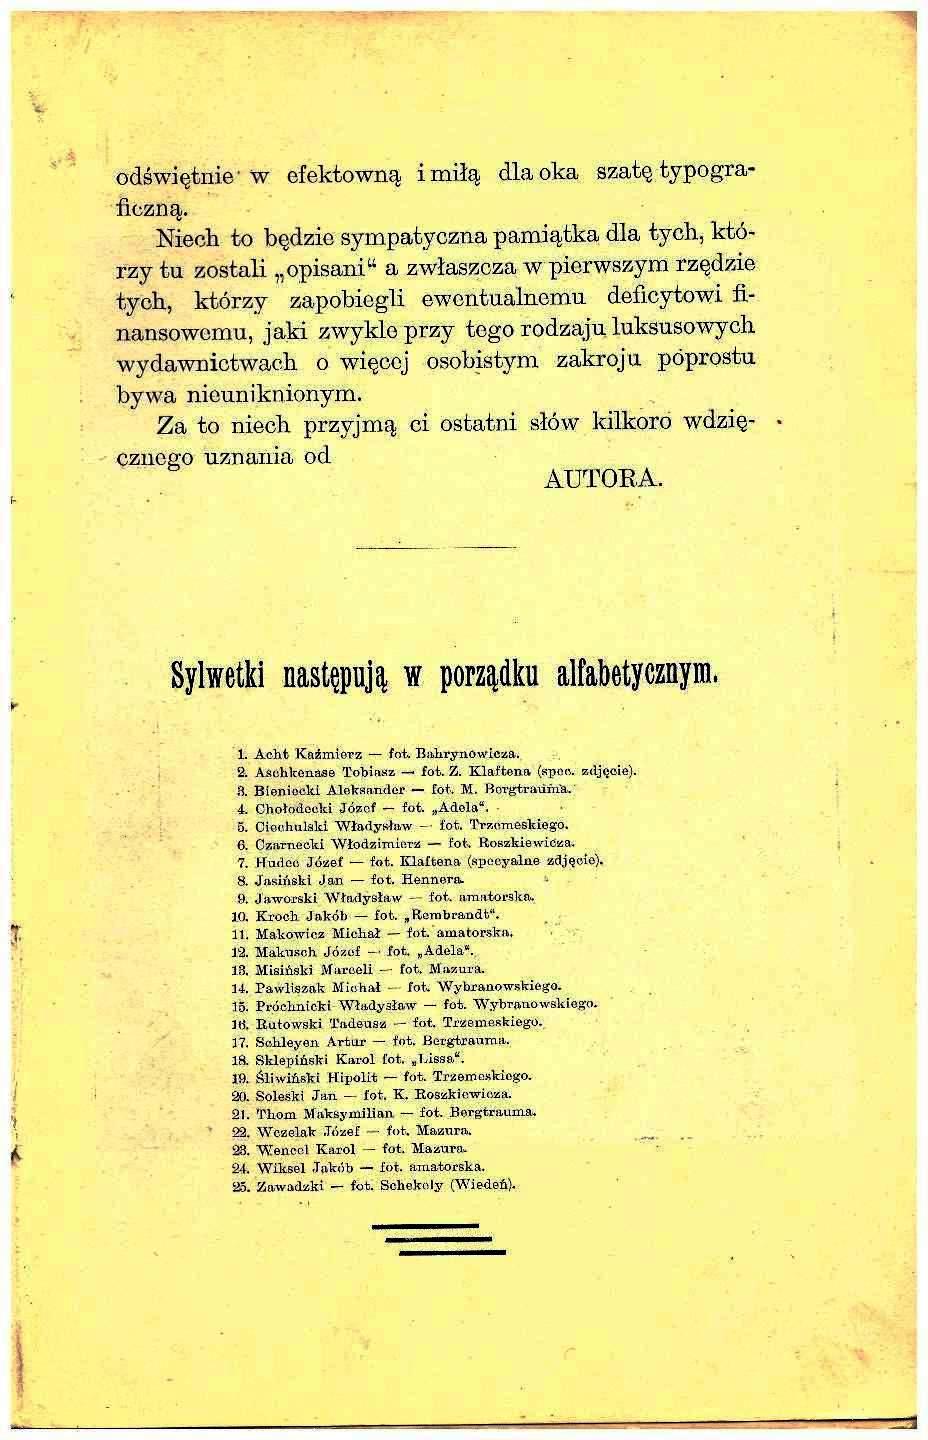 odświętnie w efektowną i miłą dla oka szatę typogra-
ficzną.
Niech to będzie sympatyczna pamiątka dla tych, któ-
rzy tu zostali „opisani“ a zwłaszcza w pierwszym rzędzie
tych, którzy zapobiegli ewentualnemu deficytowi fi-
nansowemu, jaki zwykle przy tego rodzaju luksusowych
wydawnictwach o więcej osobistym zakroju poprostu
bywa nieuniknionym.
Za to niech przyjmą ci ostatni słów kilkoro wdzię-
cznego uznania od
AUTORA.
Sylwetki następują w porządku alfabetycznym.
1. Acht Kaźmierz — fot. Bahrynowicza.
2. Aschkenase Tobiasz — fot. Z. Klaftena (spec. zdjęcie).
3. Bieniecki Aleksander — fot. M. Bergtrauma.
4. Chołodecki Józef — fot. „Adela“.
5. Ciechulski Władysław — fot. Trzemeskiego.
6. Czarnecki Włodzimierz — fot. Roszkiewicza.
7. Hudec Józef — fot. Klaftena (specyalne zdjęcie).
8. Jasiński Jan — fot. Hennera.
9. Jaworski Władysław — fot. amatorska.
10. Kroch Jakób — fot. „Rembrandt“.
11. Makowicz Michał — fot. amatorska.
12. Makusch Józef — fot. „Adela“.
13. Misiński Marceli — fot. Mazura.
14. Pawliszak Michał — fot. Wybranowskiego.
15. Próchnicki Władysław — fot. Wybranowskiego.
16. Rutowski Tadeusz — fot. Trzemeskiego.
17. Schleyen Artur — fot. Bergtrauma.
18. Sklepiński Karol fot. „Lissa“.
19. Śliwiński Hipolit — fot. Trzemeskiego.
20. Soleski Jan — fot. K. Roszkiewicza.
21. Thom Maksymilian — fot. Bergtrauma.
22. Wczelak Józef — fot. Mazura.
23. Wencel Karol — fot. Mazura.
24. Wiksel Jakób — fot. amatorska.
25. Zawadzki — fot. Schekely (Wiedeń).